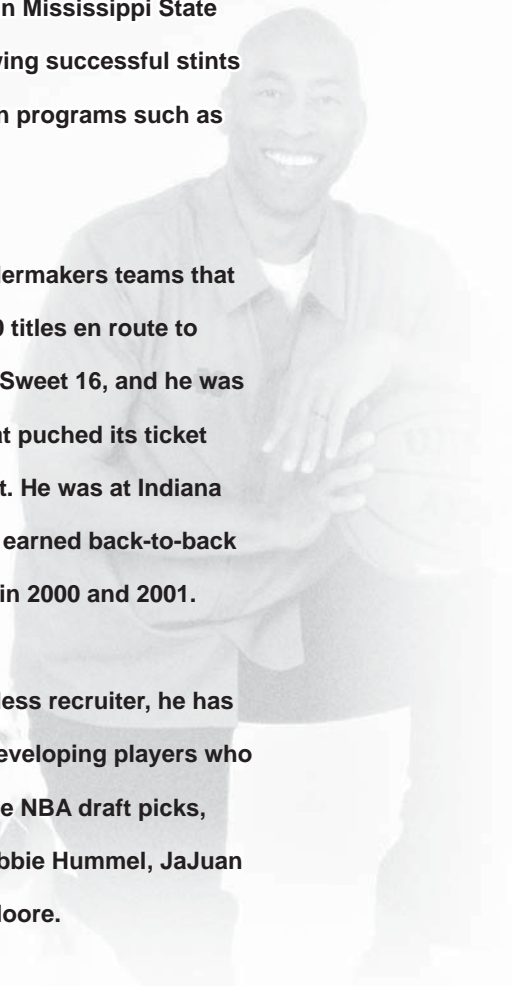 n Mississippi State
ving successful stints
n programs such as
lermakers teams that
0 titles en route to
Sweet 16, and he was
at puched its ticket
t. He was at Indiana
earned back-to-back
in 2000 and 2001.
less recruiter, he has
eveloping players who
e NBA draft picks,
bbie Hummel, JaJuan
Moore.